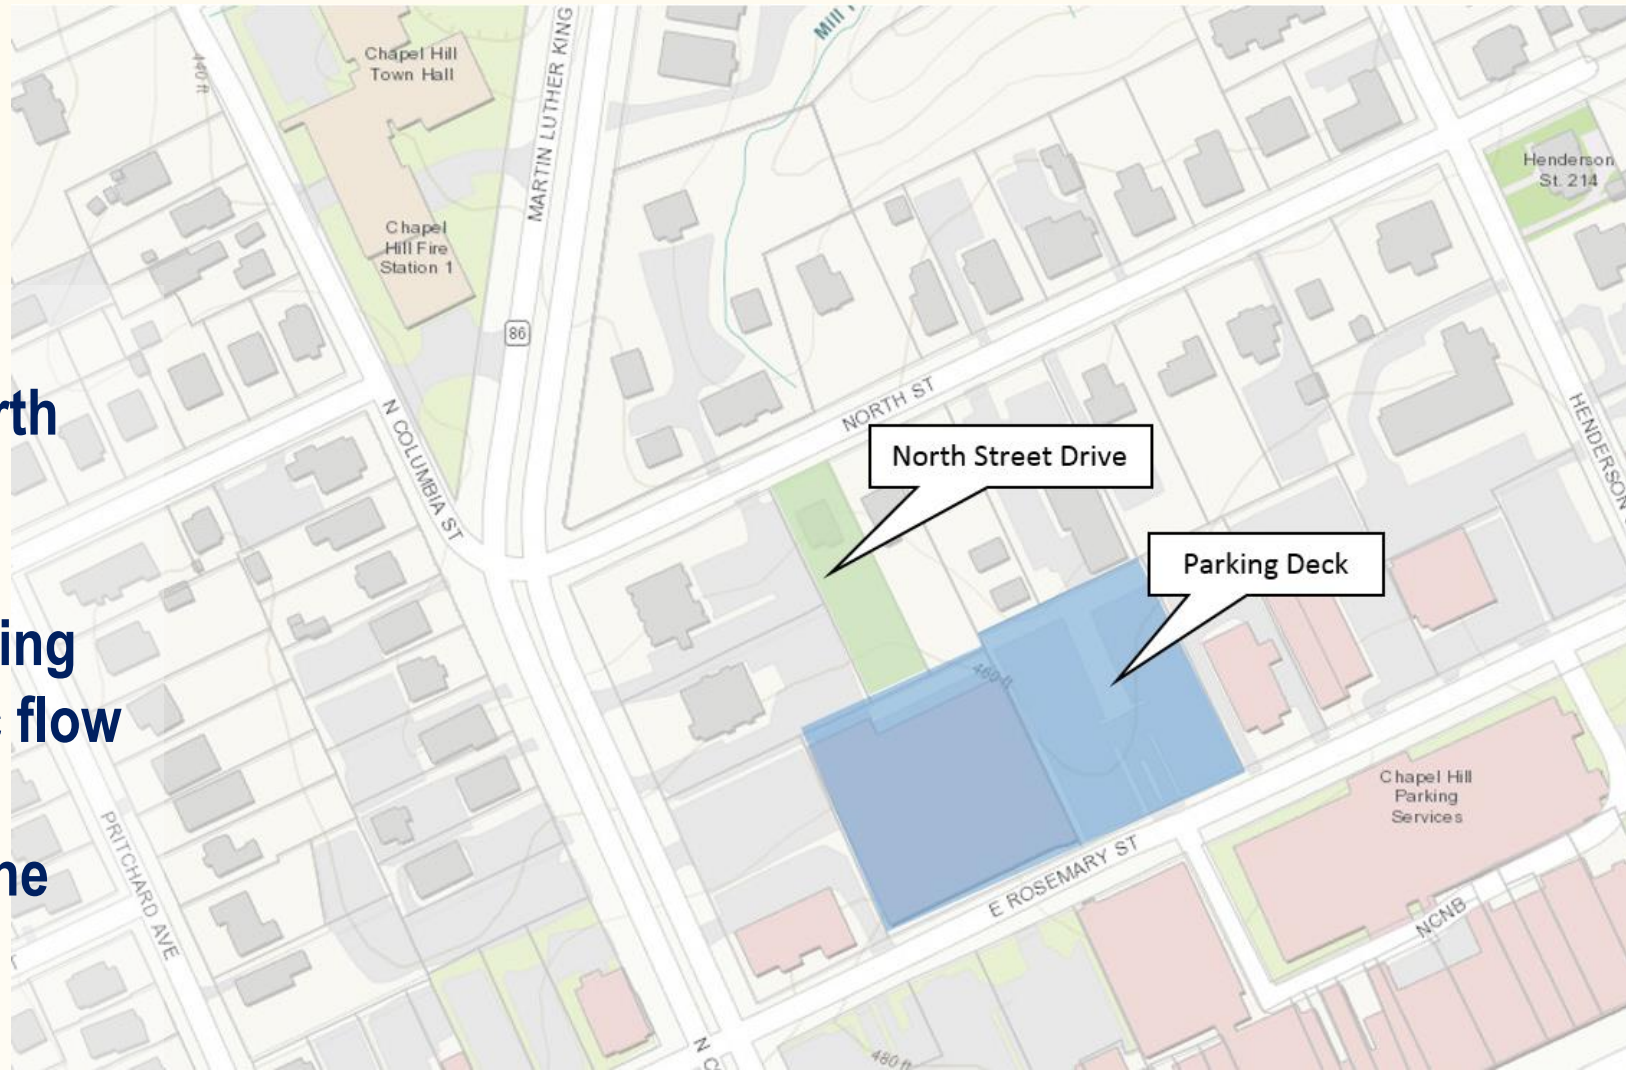 Chapel Hill
Town Hall
MARTIN LUTHER KING
440 ft
Chapel
Hill Fire
Station 1
86
Henderson
St. 214
N COLUMBIA ST
NORTH ST
HENDERSON
North Street Drive
Parking Deck
460 ft
rth
ing
flow
ne
PRITCHARD AVE
E ROSEMARY ST
Chapel Hill
Parking
Services
NCNB
480 ft